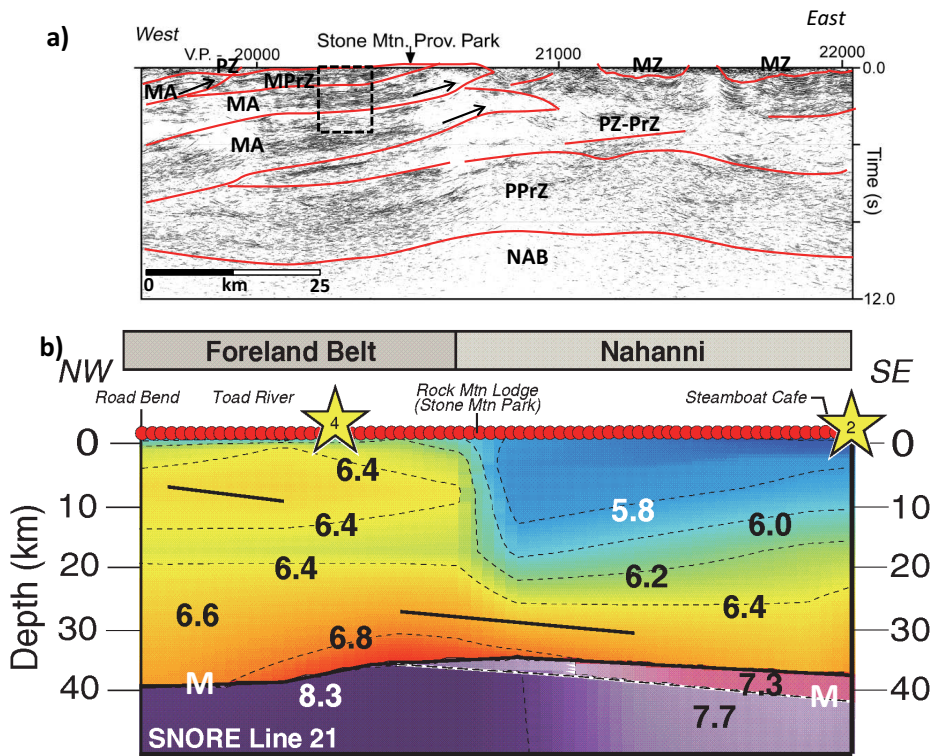 a)
West
East
V.P. - 20000
Stone Mtn. Prov. Park
21000
22000
PZ
MZ
MZ
0.0
MA
MPrZ
MA
PZ-PrZ
MA
Time (s)
PPrZ
NAB
0 km 25
12.0
b)
Foreland Belt
Nahanni
NW
SE
Road Bend
Toad River
Rock Mtn Lodge
(Stone Mtn Park)
Steamboat Cafe
4
2
0
0
6.4
10
5.8
10
6.4
6.0
20
6.4
6.2
20
6.6
6.4
30
6.8
30
Depth (km)
40
M
8.3
7.3
M
40
7.7
SNORE Line 21